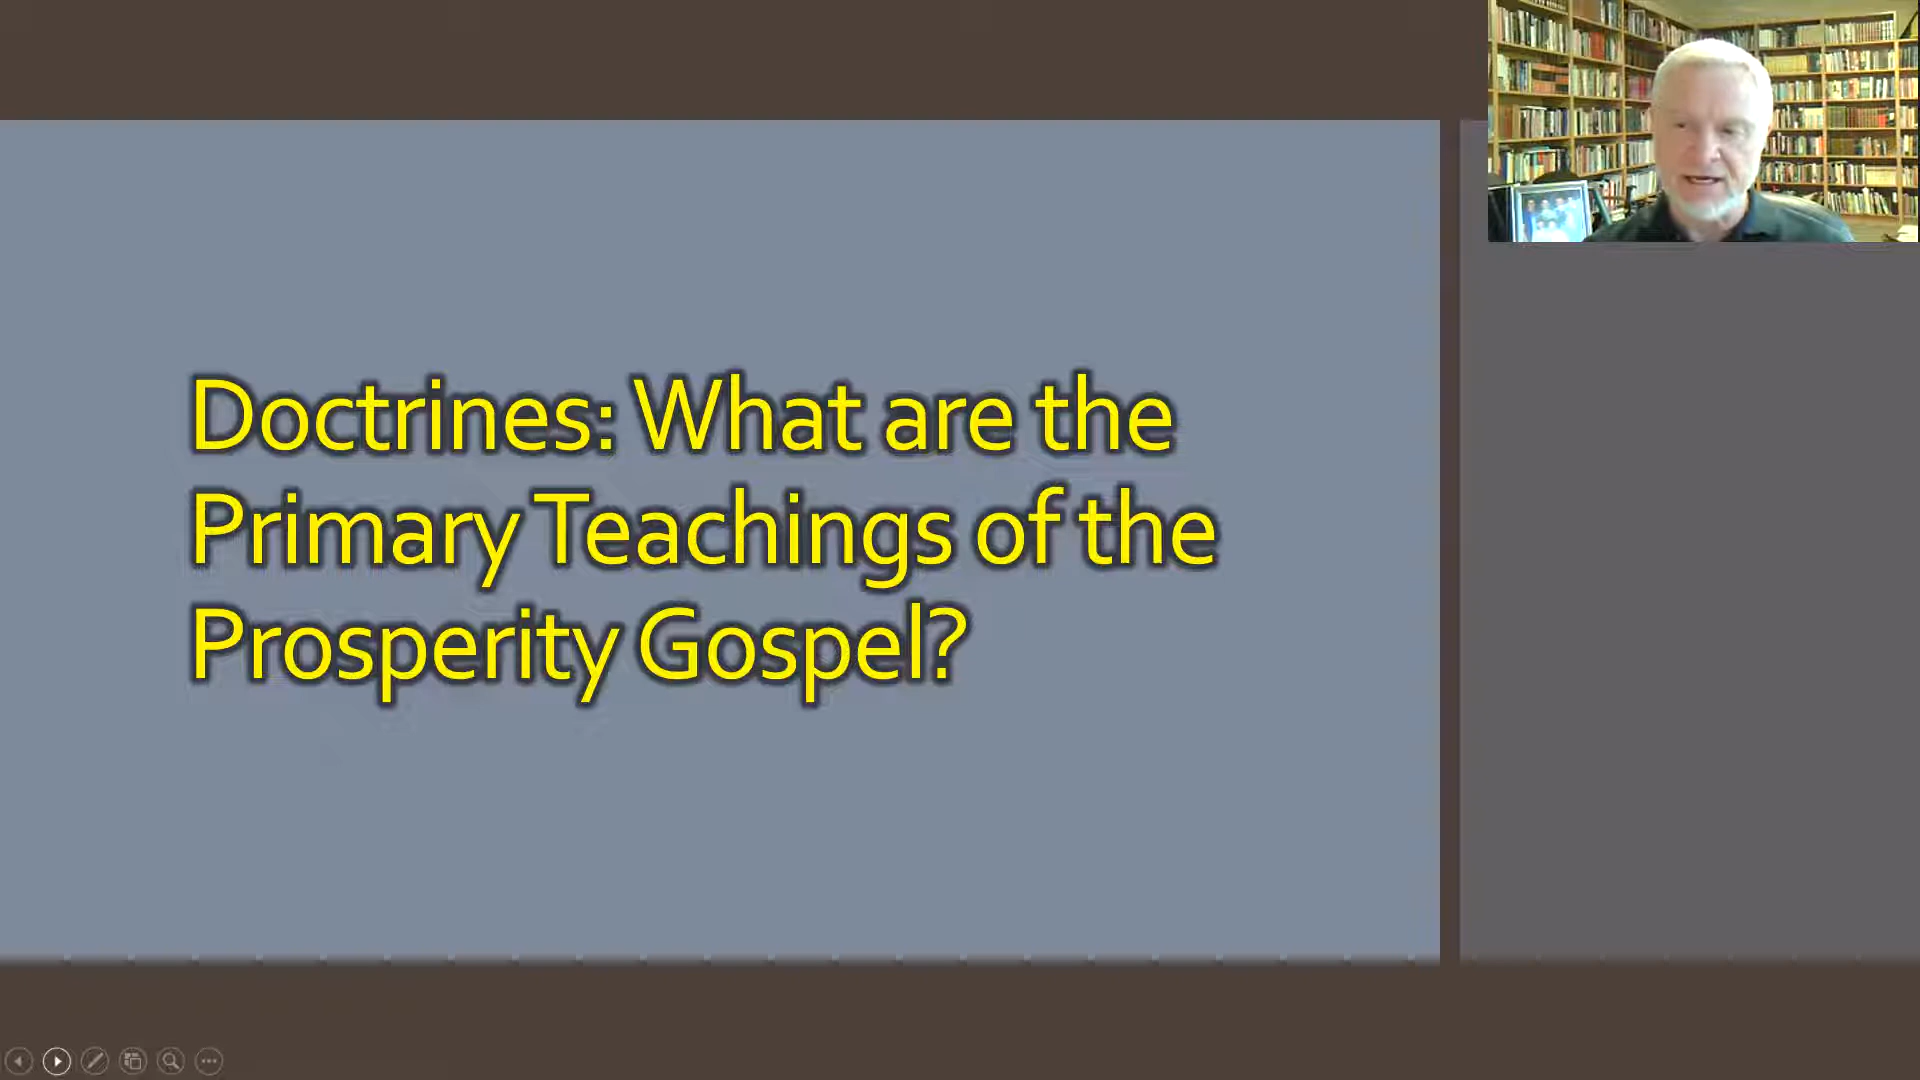 Doctrines: What are the
Primary Teachings of the
Prosperity Gospel?